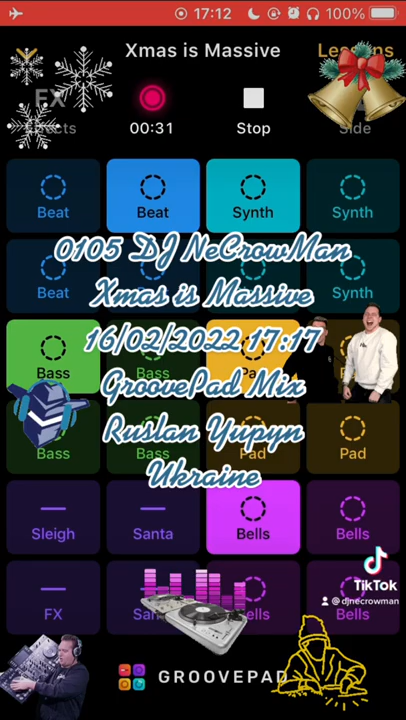 17:12 100%
Xmas is Massive Lessons
FX
00:31
Effects Stop Side
Beat Beat Synth Synth
Beat Synth
0105 DJ NeCrowMan
Xmas is Massive
16/02/2022 17:17
GroovePad Mix
Ruslan Yupyn
Ukraine
Bass Pad
Bass Bass Pad Pad
Sleigh Santa Bells Bells
TikTok
@djnecrowman
FX Santa Bells Bells
GROOVEPAD